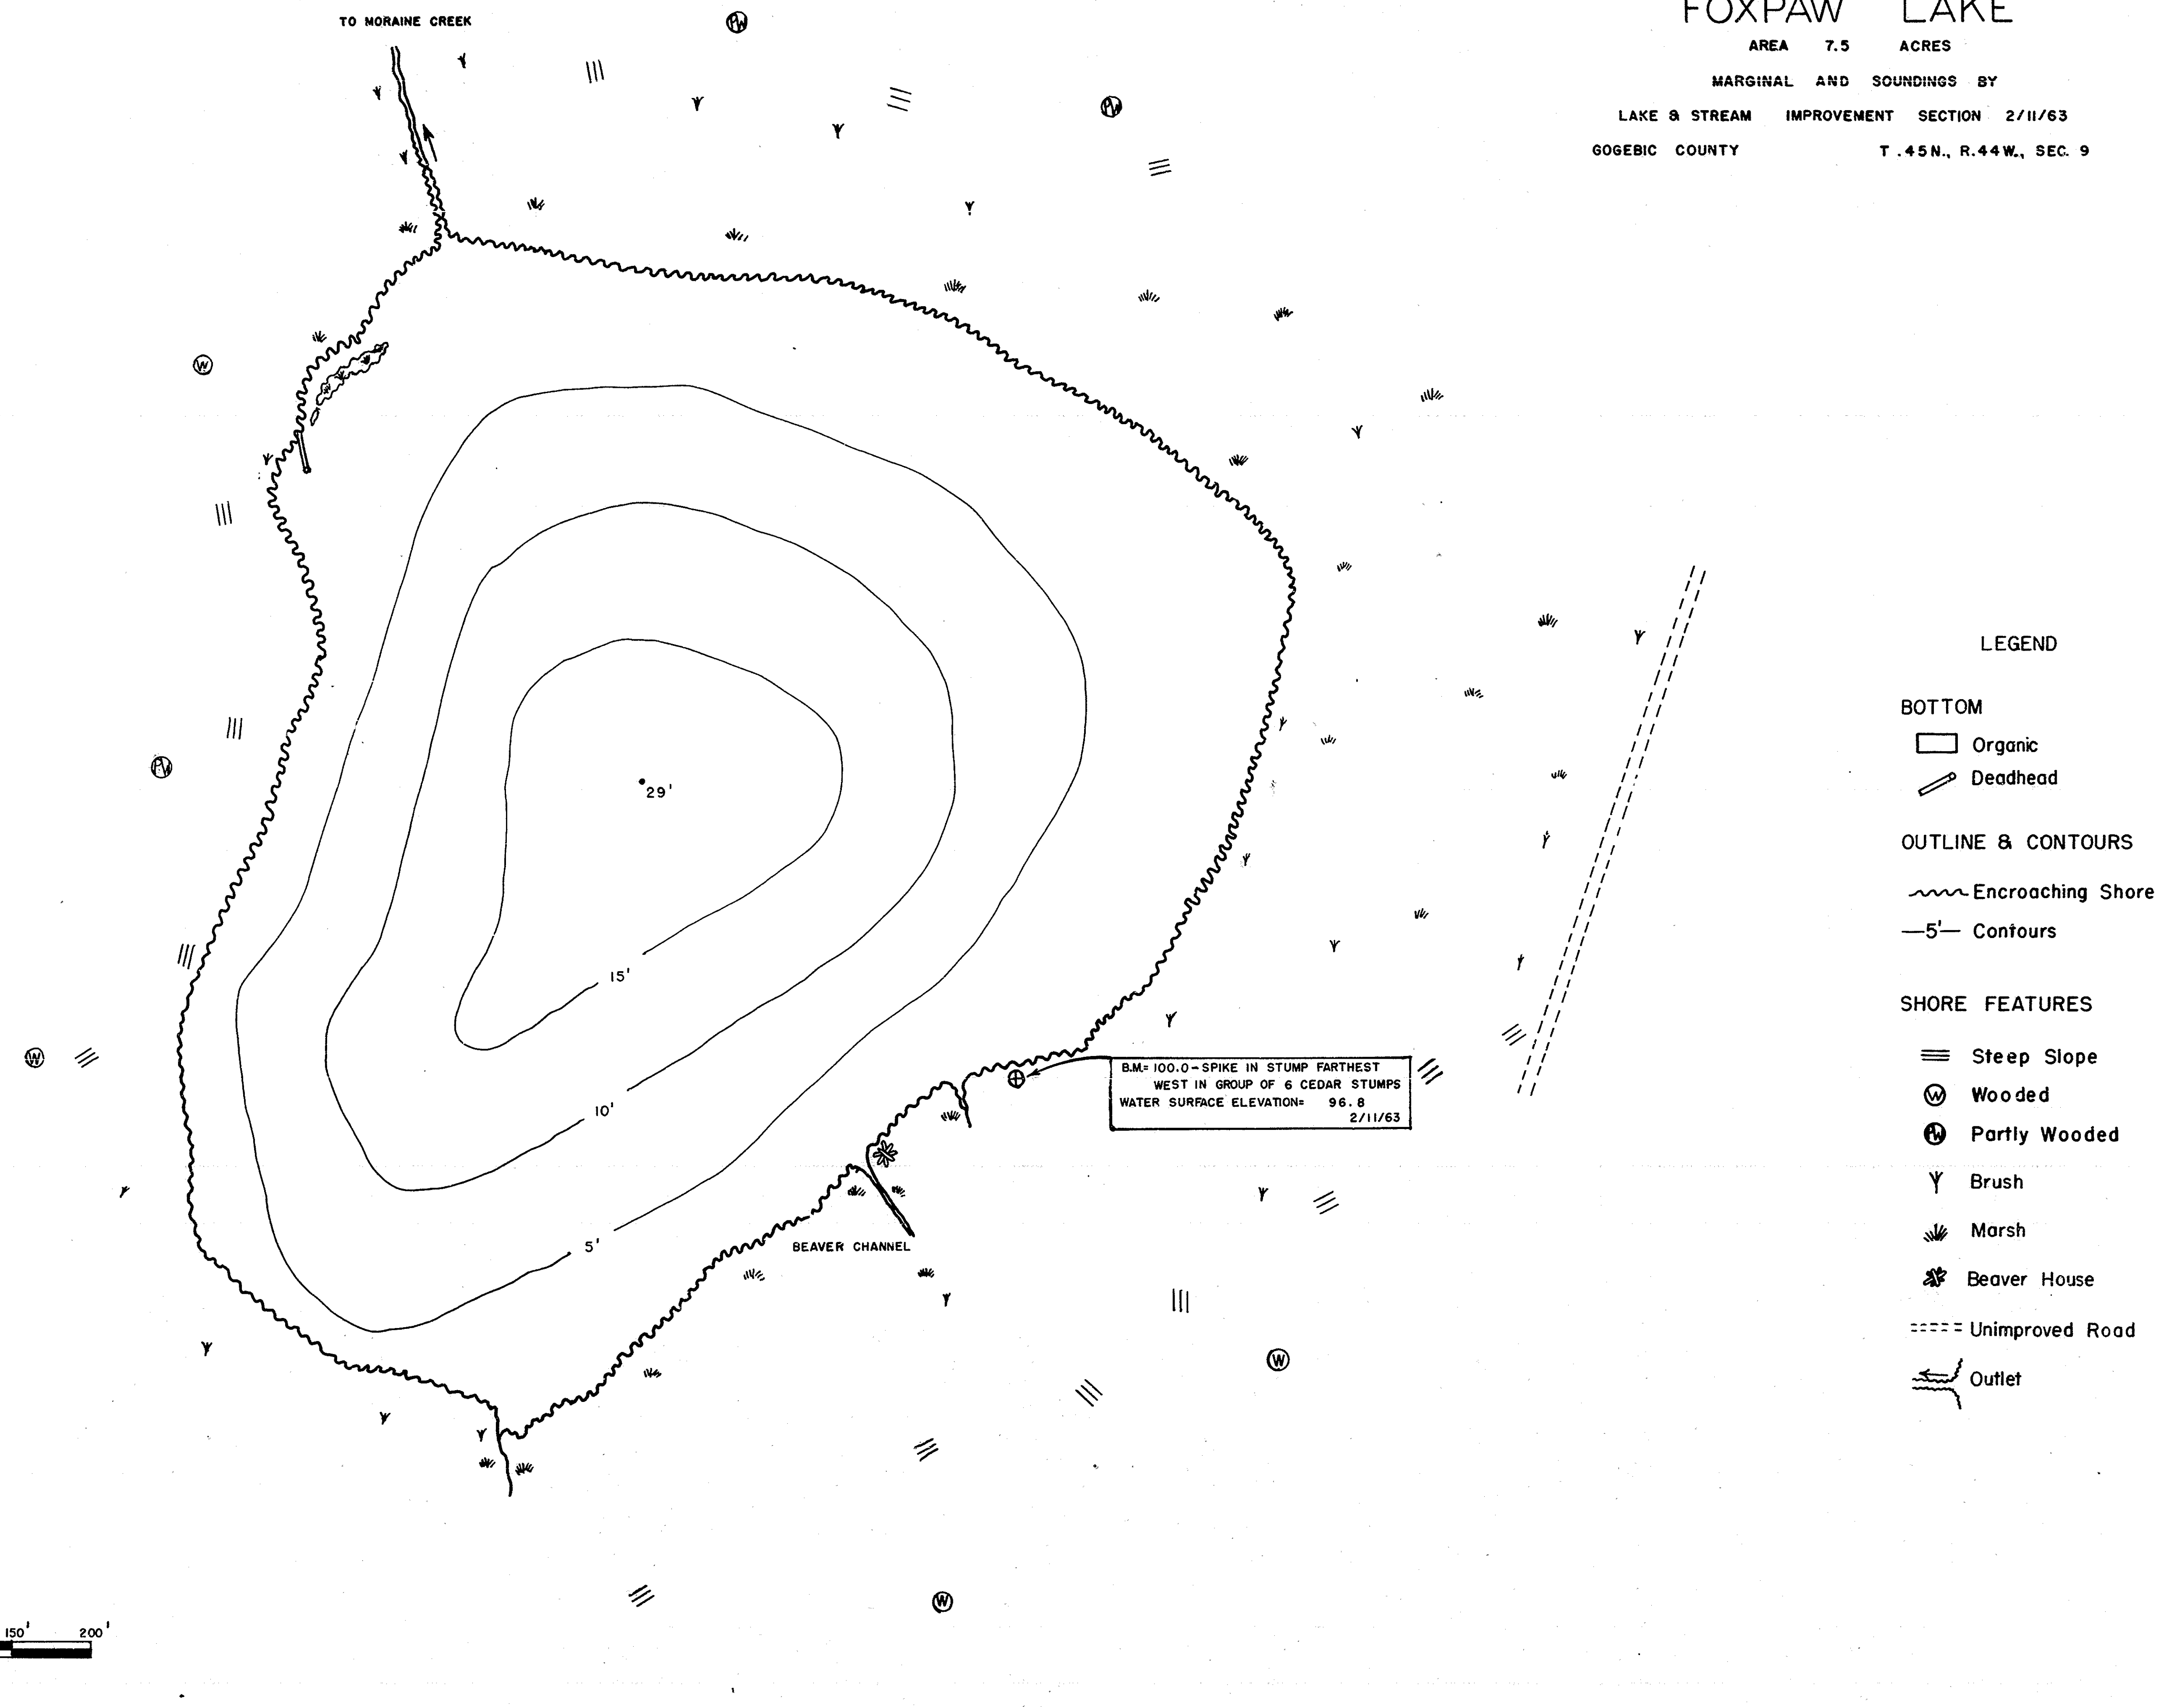 TO MORAINE CREEK
FOXPAW LAKE
AREA 7.5 ACRES
MARGINAL AND SOUNDINGS BY
LAKE & STREAM IMPROVEMENT SECTION 2/11/63
GOGEBIC COUNTY T.45N., R.44W., SEC. 9
PW
PW
W
PW
W
29'
15'
10'
5'
B.M.= 100.0 - SPIKE IN STUMP FARTHEST
WEST IN GROUP OF 6 CEDAR STUMPS
WATER SURFACE ELEVATION= 96.8
2/11/63
BEAVER CHANNEL
W
W
150' 200'
LEGEND
BOTTOM
Organic
Deadhead
OUTLINE & CONTOURS
Encroaching Shore
—5'— Contours
SHORE FEATURES
Steep Slope
W Wooded
PW Partly Wooded
Brush
Marsh
Beaver House
Unimproved Road
Outlet